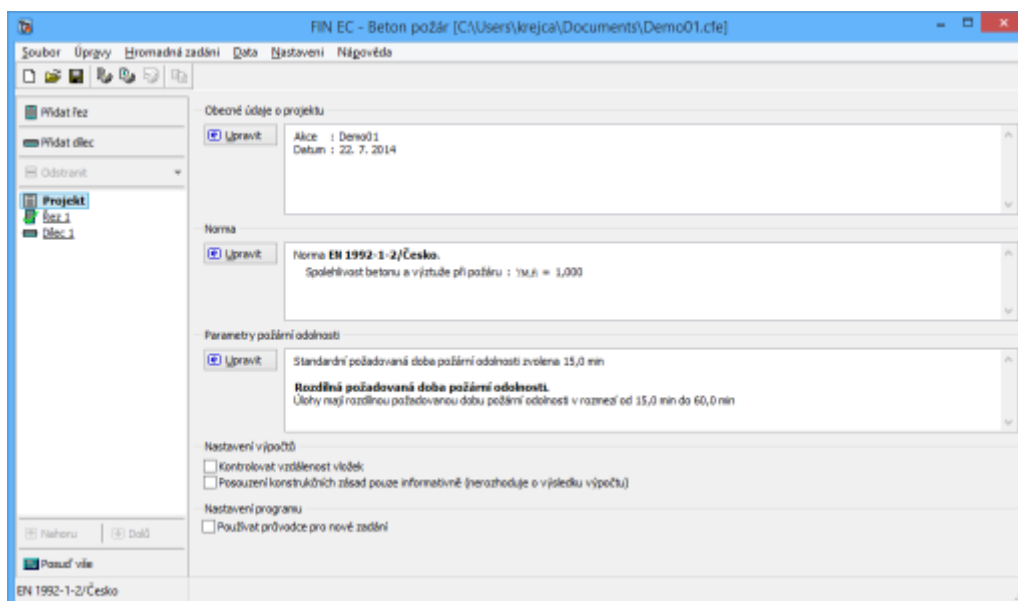 FIN EC - Beton požár [C:\Users\krejca\Documents\Demo01.cfe]
Soubor Úpravy Hromadná zadání Data Nastavení Nápověda
Přidat řez
Přidat dílec
Odstranit
Projekt
Řez 1
Dílec 1
Nahoru Dolů
Posuď vše
Obecné údaje o projektu
Upravit
Akce : Demo01
Datum : 22. 7. 2014
Norma
Upravit
Norma EN 1992-1-2/Česko.
Spolehlivost betonu a výztuže při požáru : γM,fi = 1,000
Parametry požární odolnosti
Upravit
Standardní požadovaná doba požární odolnosti zvolena 15,0 min
Rozdílná požadovaná doba požární odolnosti.
Úlohy mají rozdílnou požadovanou dobu požární odolnosti v rozmezí od 15,0 min do 60,0 min
Nastavení výpočtů
Kontrolovat vzdálenost vložek
Posouzení konstrukčních zásad pouze informativně (nerozhoduje o výsledku výpočtu)
Nastavení programu
Používat průvodce pro nové zadání
EN 1992-1-2/Česko